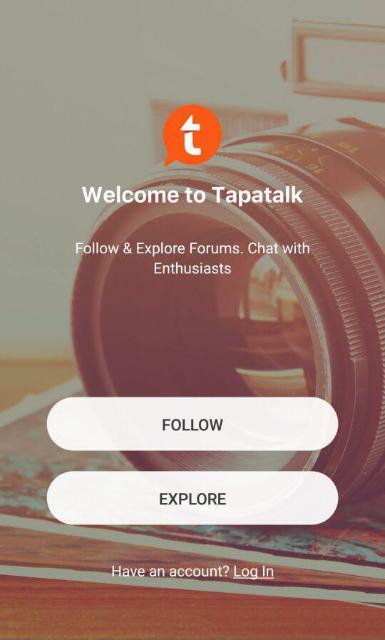 Welcome to Tapatalk
Follow & Explore Forums. Chat with
Enthusiasts
FOLLOW
EXPLORE
Have an account? Log In